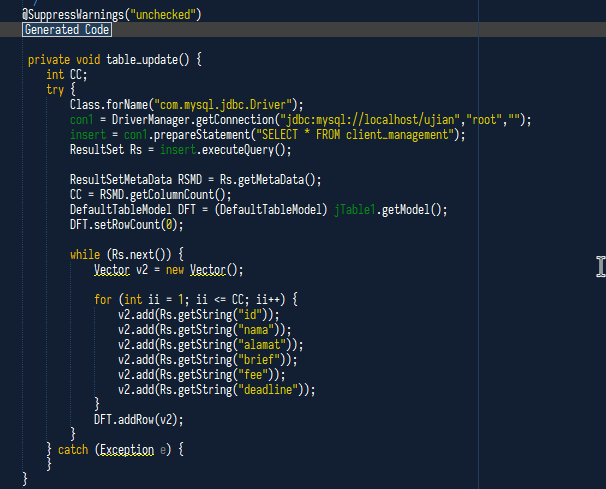 /
@SuppressWarnings("unchecked")
Generated Code
private void table_update() {
int CC;
try {
Class.forName("com.mysql.jdbc.Driver");
con1 = DriverManager.getConnection("jdbc:mysql://localhost/ujian","root","");
insert = con1.prepareStatement("SELECT * FROM client_management");
ResultSet Rs = insert.executeQuery();
ResultSetMetaData RSMD = Rs.getMetaData();
CC = RSMD.getColumnCount();
DefaultTableModel DFT = (DefaultTableModel) jTable1.getModel();
DFT.setRowCount(0);
while (Rs.next()) {
Vector v2 = new Vector();
for (int ii = 1; ii <= CC; ii++) {
v2.add(Rs.getString("id"));
v2.add(Rs.getString("nama"));
v2.add(Rs.getString("alamat"));
v2.add(Rs.getString("brief"));
v2.add(Rs.getString("fee"));
v2.add(Rs.getString("deadline"));
}
DFT.addRow(v2);
}
} catch (Exception e) {
}
}